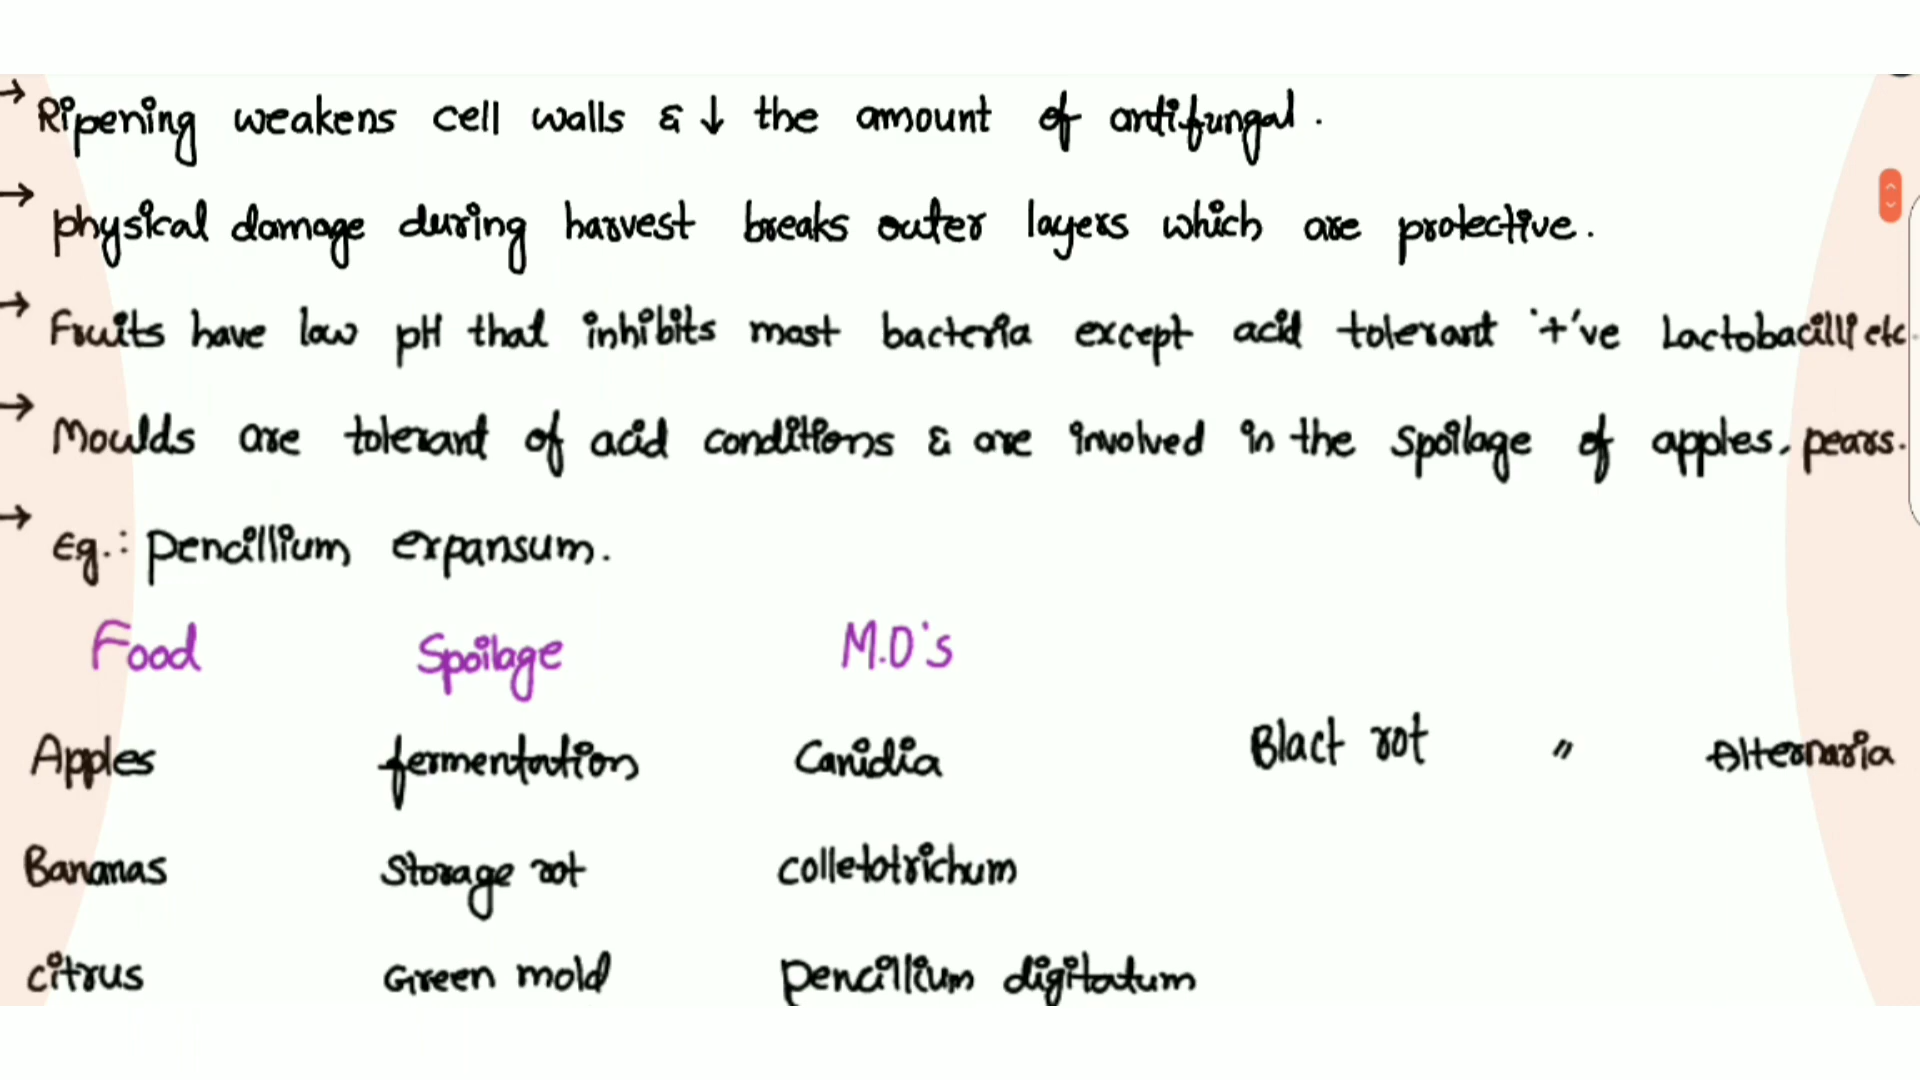 → Ripening weakens cell walls & ↓ the amount of antifungal.
→ physical damage during harvest breaks outer layers which are protective.
→ Fruits have low pH that inhibits most bacteria except acid tolerant '+'ve Lactobacilli etc.
→ Moulds are tolerant of acid conditions & are involved in the spoilage of apples, pears.
→ Eg.: Pencillium expansum.
Food Spoilage M.O's
Apples fermentation Canidia Blact rot " Alternaria
Bananas Storage rot colletotrichum
citrus Green mold Pencillium digitatum